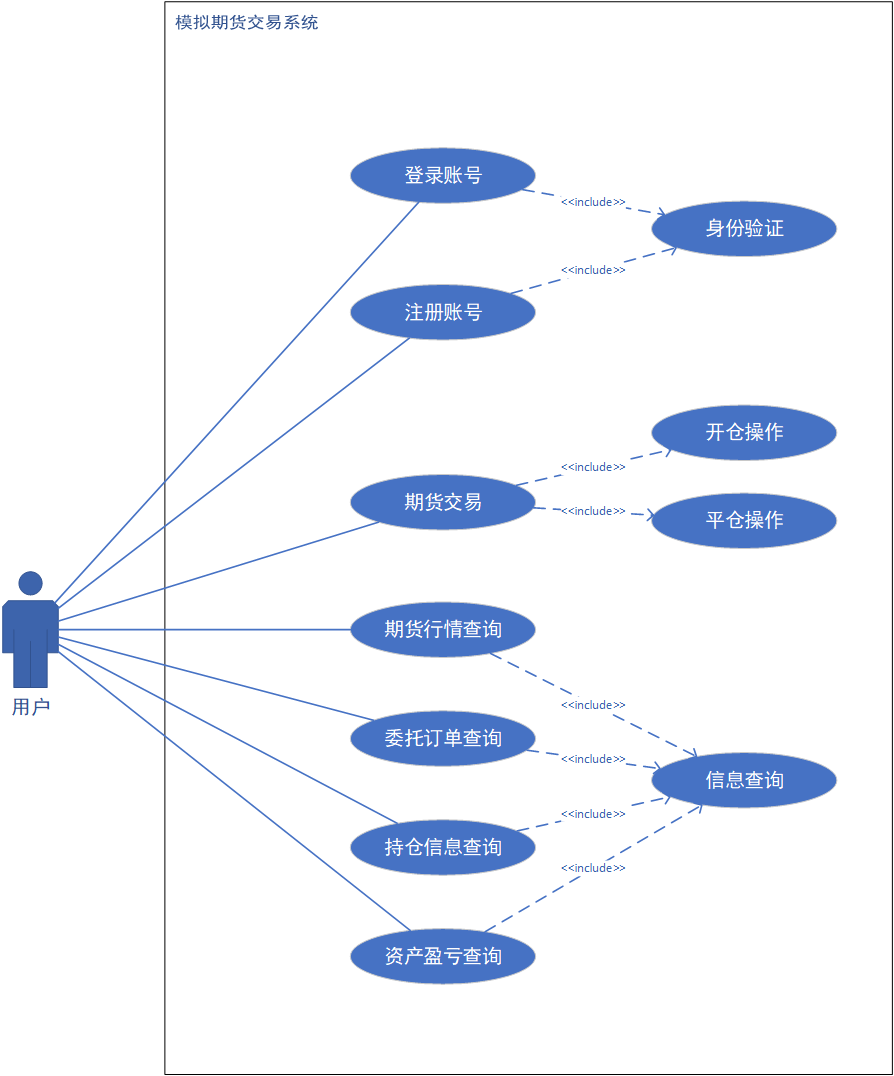 模拟期货交易系统
登录账号
<<include>>
身份验证
<<include>>
注册账号
开仓操作
<<include>>
期货交易
<<include>>
平仓操作
期货行情查询
用户
<<include>>
委托订单查询
<<include>>
信息查询
<<include>>
持仓信息查询
<<include>>
资产盈亏查询